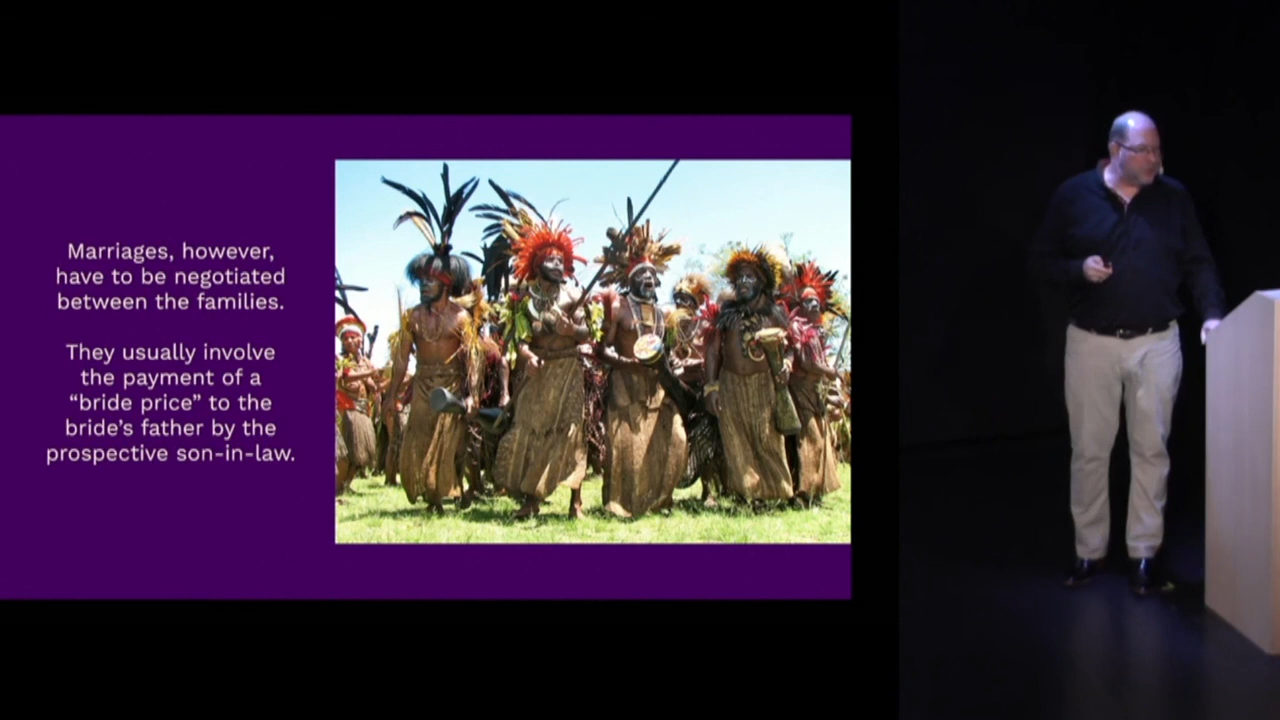 Marriages, however,
have to be negotiated
between the families.
They usually involve
the payment of a
“bride price” to the
bride’s father by the
prospective son-in-law.